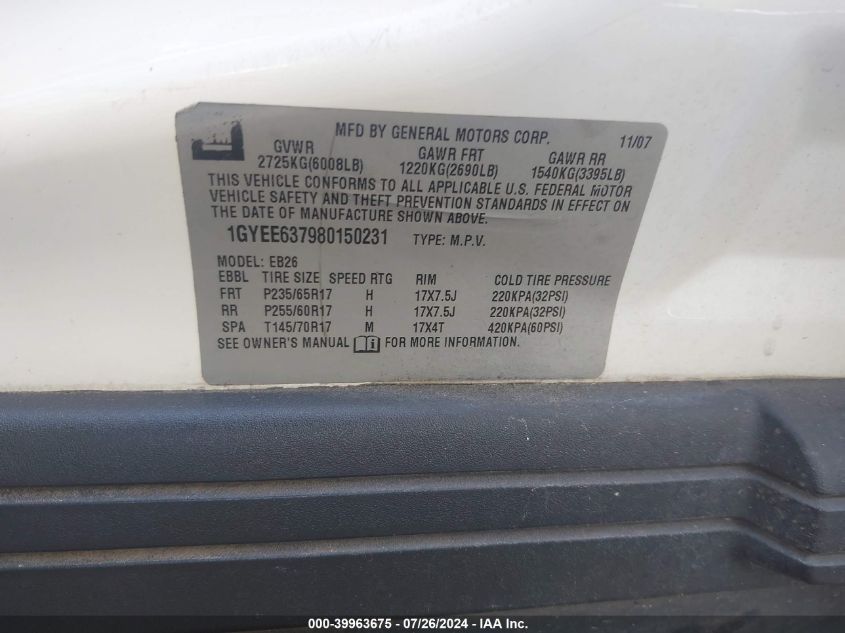 MFD BY GENERAL MOTORS CORP. 11/07
GVWR GAWR FRT GAWR RR
2725KG(6008LB) 1220KG(2690LB) 1540KG(3395LB)
THIS VEHICLE CONFORMS TO ALL APPLICABLE U.S. FEDERAL MOTOR
VEHICLE SAFETY AND THEFT PREVENTION STANDARDS IN EFFECT ON
THE DATE OF MANUFACTURE SHOWN ABOVE.
1GYEE637980150231 TYPE: M.P.V.
MODEL: EB26
EBBL TIRE SIZE SPEED RTG RIM COLD TIRE PRESSURE
FRT P235/65R17 H 17X7.5J 220KPA(32PSI)
RR P255/60R17 H 17X7.5J 220KPA(32PSI)
SPA T145/70R17 M 17X4T 420KPA(60PSI)
SEE OWNER'S MANUAL i FOR MORE INFORMATION.
000-39963675 / 07/26/2024 - IAA Inc.